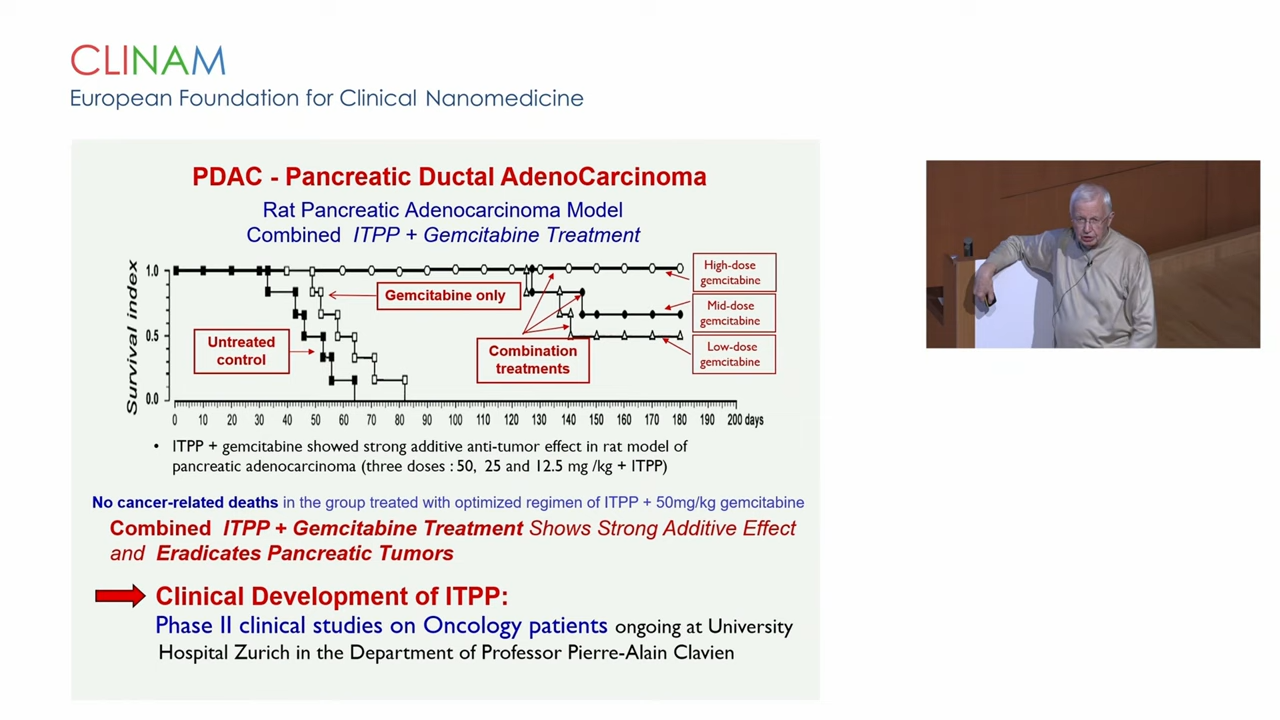 CLINAM
European Foundation for Clinical Nanomedicine
PDAC - Pancreatic Ductal AdenoCarcinoma
Rat Pancreatic Adenocarcinoma Model
Combined ITPP + Gemcitabine Treatment
Survival index
1.0
0.5
0.0
Gemcitabine only
Untreated
control
Combination
treatments
High-dose
gemcitabine
Mid-dose
gemcitabine
Low-dose
gemcitabine
0 10 20 30 40 50 60 70 80 90 100 110 120 130 140 150 160 170 180 190 200 days
• ITPP + gemcitabine showed strong additive anti-tumor effect in rat model of
pancreatic adenocarcinoma (three doses : 50, 25 and 12.5 mg /kg + ITPP)
No cancer-related deaths in the group treated with optimized regimen of ITPP + 50mg/kg gemcitabine
Combined ITPP + Gemcitabine Treatment Shows Strong Additive Effect
and Eradicates Pancreatic Tumors
Clinical Development of ITPP:
Phase II clinical studies on Oncology patients ongoing at University
Hospital Zurich in the Department of Professor Pierre-Alain Clavien